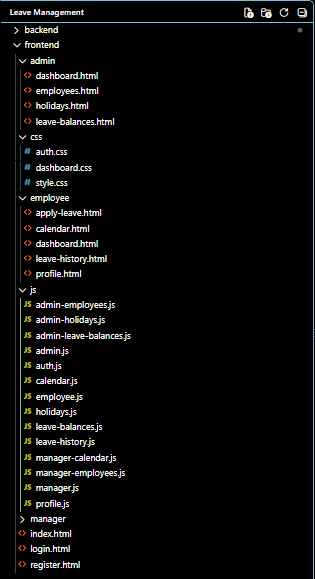 Leave Management
backend
frontend
admin
dashboard.html
employees.html
holidays.html
leave-balances.html
css
auth.css
dashboard.css
style.css
employee
apply-leave.html
calendar.html
dashboard.html
leave-history.html
profile.html
js
admin-employees.js
admin-holidays.js
admin-leave-balances.js
admin.js
auth.js
calendar.js
employee.js
holidays.js
leave-balances.js
leave-history.js
manager-calendar.js
manager-employees.js
manager.js
profile.js
manager
index.html
login.html
register.html